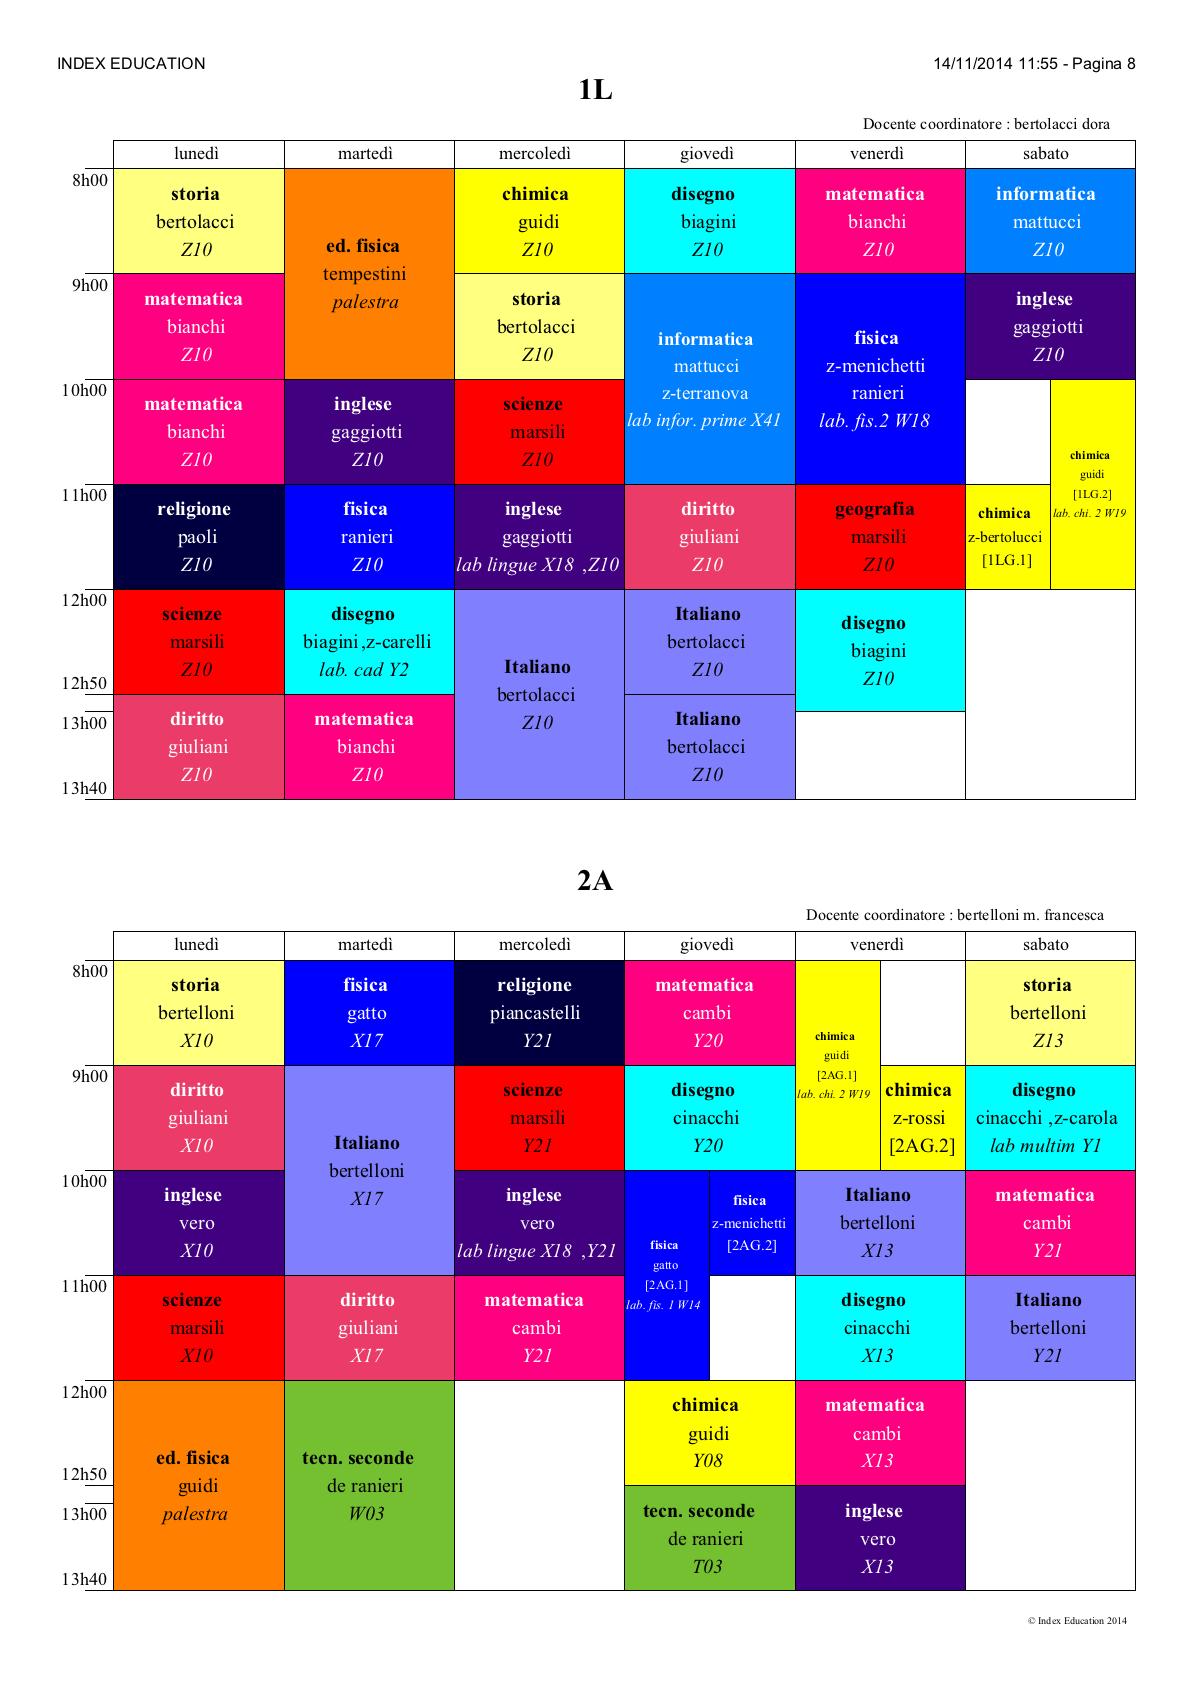 INDEX EDUCATION
14/11/2014 11:55 - Pagina 8
1L
Docente coordinatore : bertolacci dora
lunedì martedì mercoledì giovedì venerdì sabato
8h00
storia
bertolacci
Z10
ed. fisica
tempestini
palestra
chimica
guidi
Z10
disegno
biagini
Z10
matematica
bianchi
Z10
informatica
mattucci
Z10
9h00
matematica
bianchi
Z10
storia
bertolacci
Z10
informatica
mattucci
z-terranova
lab infor. prime X41
fisica
z-menichetti
ranieri
lab. fis.2 W18
inglese
gaggiotti
Z10
10h00
matematica
bianchi
Z10
inglese
gaggiotti
Z10
scienze
marsili
Z10
chimica
guidi
[1LG.2]
lab. chi. 2 W19
11h00
religione
paoli
Z10
fisica
ranieri
Z10
inglese
gaggiotti
lab lingue X18 ,Z10
diritto
giuliani
Z10
geografia
marsili
Z10
chimica
z-bertolucci
[1LG.1]
12h00
scienze
marsili
Z10
disegno
biagini ,z-carelli
lab. cad Y2
Italiano
bertolacci
Z10
Italiano
bertolacci
Z10
disegno
biagini
Z10
12h50
13h00
diritto
giuliani
Z10
matematica
bianchi
Z10
Italiano
bertolacci
Z10
13h40
2A
Docente coordinatore : bertelloni m. francesca
lunedì martedì mercoledì giovedì venerdì sabato
8h00
storia
bertelloni
X10
fisica
gatto
X17
religione
piancastelli
Y21
matematica
cambi
Y20
chimica
guidi
[2AG.1]
lab. chi. 2 W19
storia
bertelloni
Z13
9h00
diritto
giuliani
X10
Italiano
bertelloni
X17
scienze
marsili
Y21
disegno
cinacchi
Y20
chimica
z-rossi
[2AG.2]
disegno
cinacchi ,z-carola
lab multim Y1
10h00
inglese
vero
X10
inglese
vero
lab lingue X18 ,Y21
fisica
gatto
[2AG.1]
lab. fis. 1 W14
fisica
z-menichetti
[2AG.2]
Italiano
bertelloni
X13
matematica
cambi
Y21
11h00
scienze
marsili
X10
diritto
giuliani
X17
matematica
cambi
Y21
disegno
cinacchi
X13
Italiano
bertelloni
Y21
12h00
ed. fisica
guidi
palestra
tecn. seconde
de ranieri
W03
chimica
guidi
Y08
matematica
cambi
X13
12h50
13h00
tecn. seconde
de ranieri
T03
inglese
vero
X13
13h40
© Index Education 2014